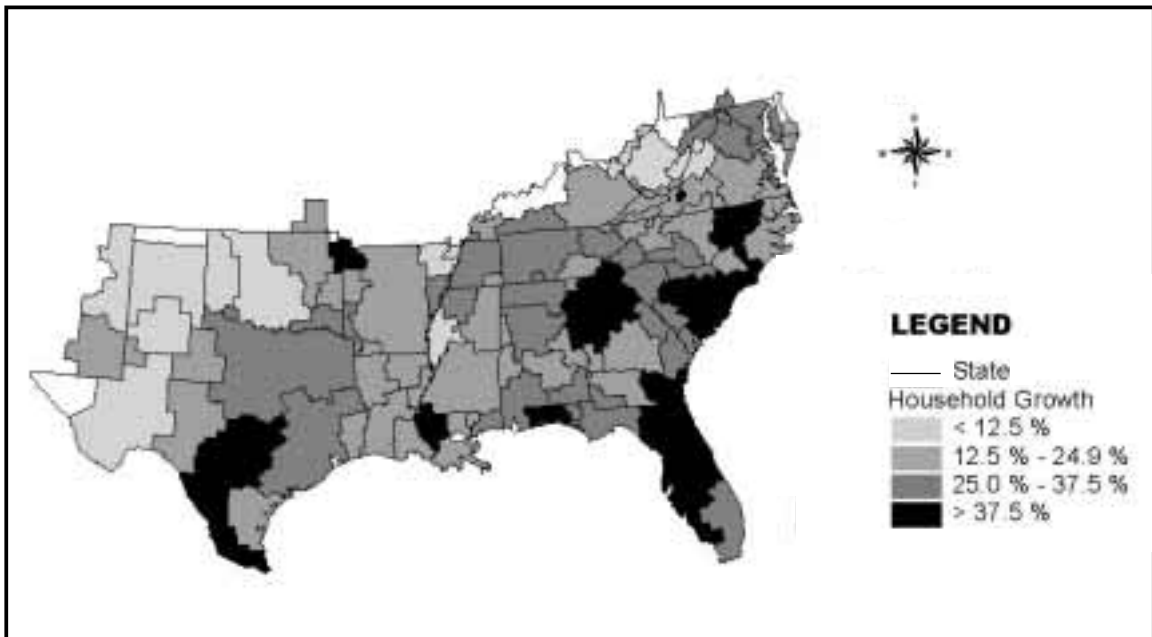 LEGEND
State
Household Growth
< 12.5 %
12.5 % - 24.9 %
25.0 % - 37.5 %
> 37.5 %